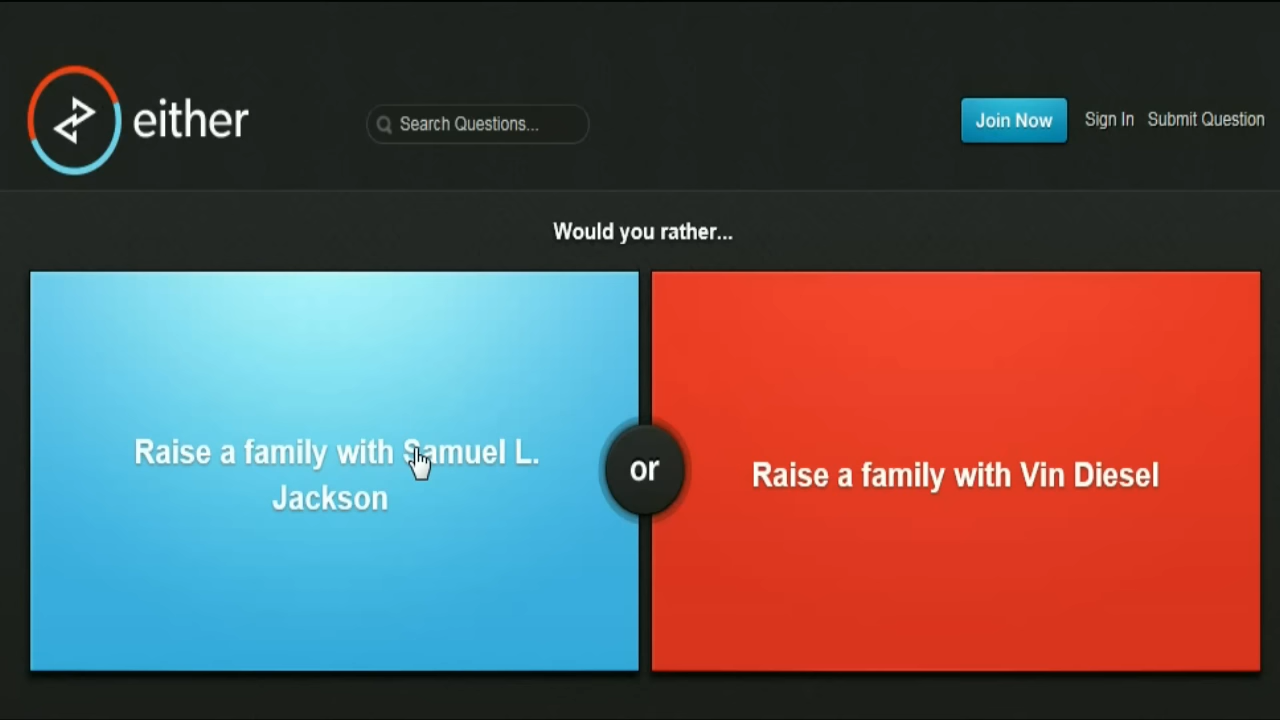 either
Search Questions...
Join Now
Sign In
Submit Question
Would you rather...
Raise a family with Samuel L.
Jackson
or
Raise a family with Vin Diesel